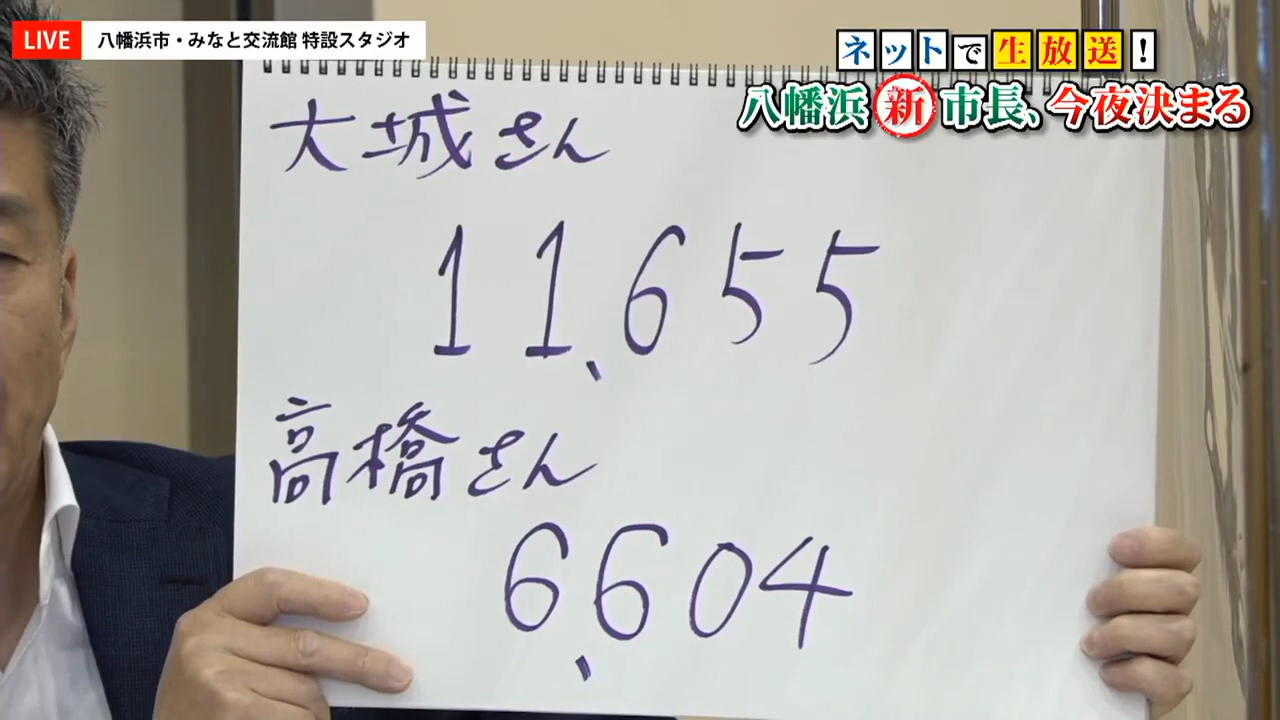 LIVE 八幡浜市・みなと交流館 特設スタジオ
ネットで生放送!
八幡浜新市長、今夜決まる
大城さん
11,655
高橋さん
6,604